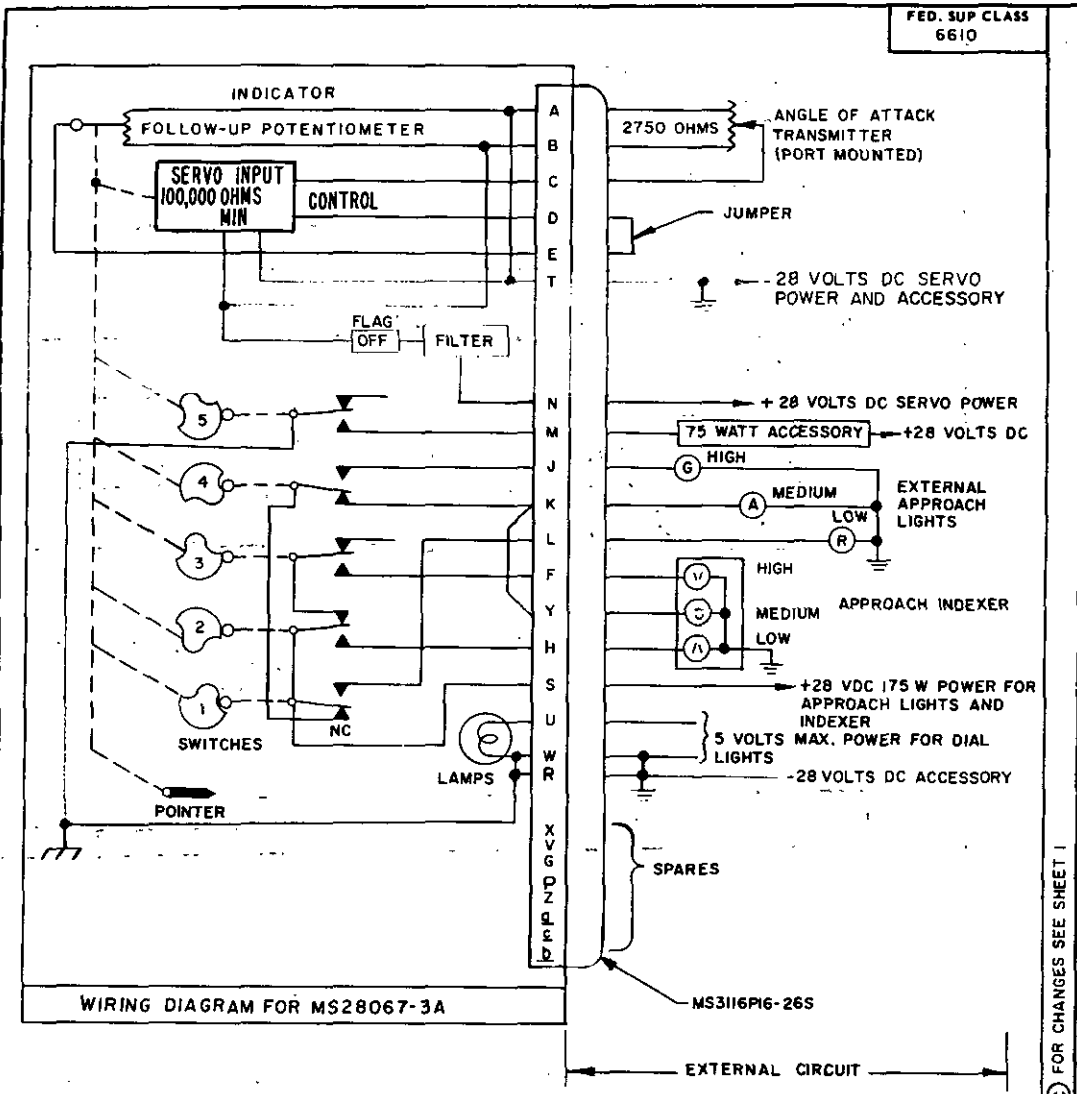 FED. SUP CLASS
6610
INDICATOR
FOLLOW-UP POTENTIOMETER
SERVO INPUT
100,000 OHMS
MIN
CONTROL
A
B
C
D
E
T
2750 OHMS
ANGLE OF ATTACK
TRANSMITTER
(PORT MOUNTED)
JUMPER
- 28 VOLTS DC SERVO
POWER AND ACCESSORY
FLAG
OFF
FILTER
5
4
3
2
1
SWITCHES
NC
N
M
J
K
L
F
Y
H
S
U
W
R
+ 28 VOLTS DC SERVO POWER
75 WATT ACCESSORY
+28 VOLTS DC
G
HIGH
A
MEDIUM
LOW
R
EXTERNAL
APPROACH
LIGHTS
HIGH
MEDIUM
LOW
APPROACH INDEXER
+28 VDC 175 W POWER FOR
APPROACH LIGHTS AND
INDEXER
5 VOLTS MAX. POWER FOR DIAL
LIGHTS
-28 VOLTS DC ACCESSORY
LAMPS
POINTER
X
V
G
P
Z
a
c
b
SPARES
WIRING DIAGRAM FOR MS28067-3A
MS3116P16-26S
EXTERNAL CIRCUIT
FOR CHANGES SEE SHEET 1